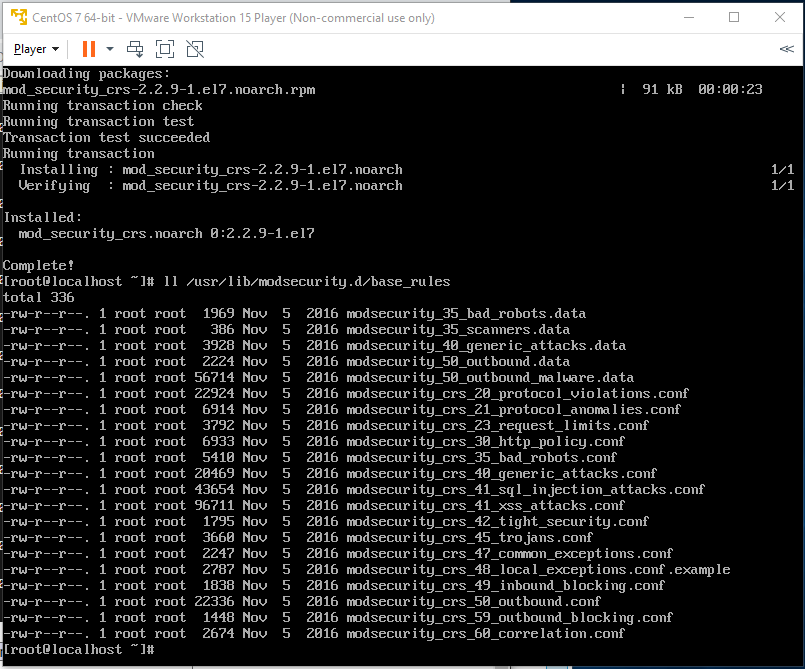 CentOS 7 64-bit - VMware Workstation 15 Player (Non-commercial use only)
Player
Downloading packages:
mod_security_crs-2.2.9-1.el7.noarch.rpm | 91 kB 00:00:23
Running transaction check
Running transaction test
Transaction test succeeded
Running transaction
Installing : mod_security_crs-2.2.9-1.el7.noarch 1/1
Verifying : mod_security_crs-2.2.9-1.el7.noarch 1/1
Installed:
mod_security_crs.noarch 0:2.2.9-1.el7
Complete!
[root@localhost ~]# ll /usr/lib/modsecurity.d/base_rules
total 336
-rw-r--r--. 1 root root 1969 Nov 5 2016 modsecurity_35_bad_robots.data
-rw-r--r--. 1 root root 386 Nov 5 2016 modsecurity_35_scanners.data
-rw-r--r--. 1 root root 3928 Nov 5 2016 modsecurity_40_generic_attacks.data
-rw-r--r--. 1 root root 2224 Nov 5 2016 modsecurity_50_outbound.data
-rw-r--r--. 1 root root 56714 Nov 5 2016 modsecurity_50_outbound_malware.data
-rw-r--r--. 1 root root 22924 Nov 5 2016 modsecurity_crs_20_protocol_violations.conf
-rw-r--r--. 1 root root 6914 Nov 5 2016 modsecurity_crs_21_protocol_anomalies.conf
-rw-r--r--. 1 root root 3792 Nov 5 2016 modsecurity_crs_23_request_limits.conf
-rw-r--r--. 1 root root 6933 Nov 5 2016 modsecurity_crs_30_http_policy.conf
-rw-r--r--. 1 root root 5410 Nov 5 2016 modsecurity_crs_35_bad_robots.conf
-rw-r--r--. 1 root root 20469 Nov 5 2016 modsecurity_crs_40_generic_attacks.conf
-rw-r--r--. 1 root root 43654 Nov 5 2016 modsecurity_crs_41_sql_injection_attacks.conf
-rw-r--r--. 1 root root 96711 Nov 5 2016 modsecurity_crs_41_xss_attacks.conf
-rw-r--r--. 1 root root 1795 Nov 5 2016 modsecurity_crs_42_tight_security.conf
-rw-r--r--. 1 root root 3660 Nov 5 2016 modsecurity_crs_45_trojans.conf
-rw-r--r--. 1 root root 2247 Nov 5 2016 modsecurity_crs_47_common_exceptions.conf
-rw-r--r--. 1 root root 2787 Nov 5 2016 modsecurity_crs_48_local_exceptions.conf.example
-rw-r--r--. 1 root root 1838 Nov 5 2016 modsecurity_crs_49_inbound_blocking.conf
-rw-r--r--. 1 root root 22336 Nov 5 2016 modsecurity_crs_50_outbound.conf
-rw-r--r--. 1 root root 1448 Nov 5 2016 modsecurity_crs_59_outbound_blocking.conf
-rw-r--r--. 1 root root 2674 Nov 5 2016 modsecurity_crs_60_correlation.conf
[root@localhost ~]#